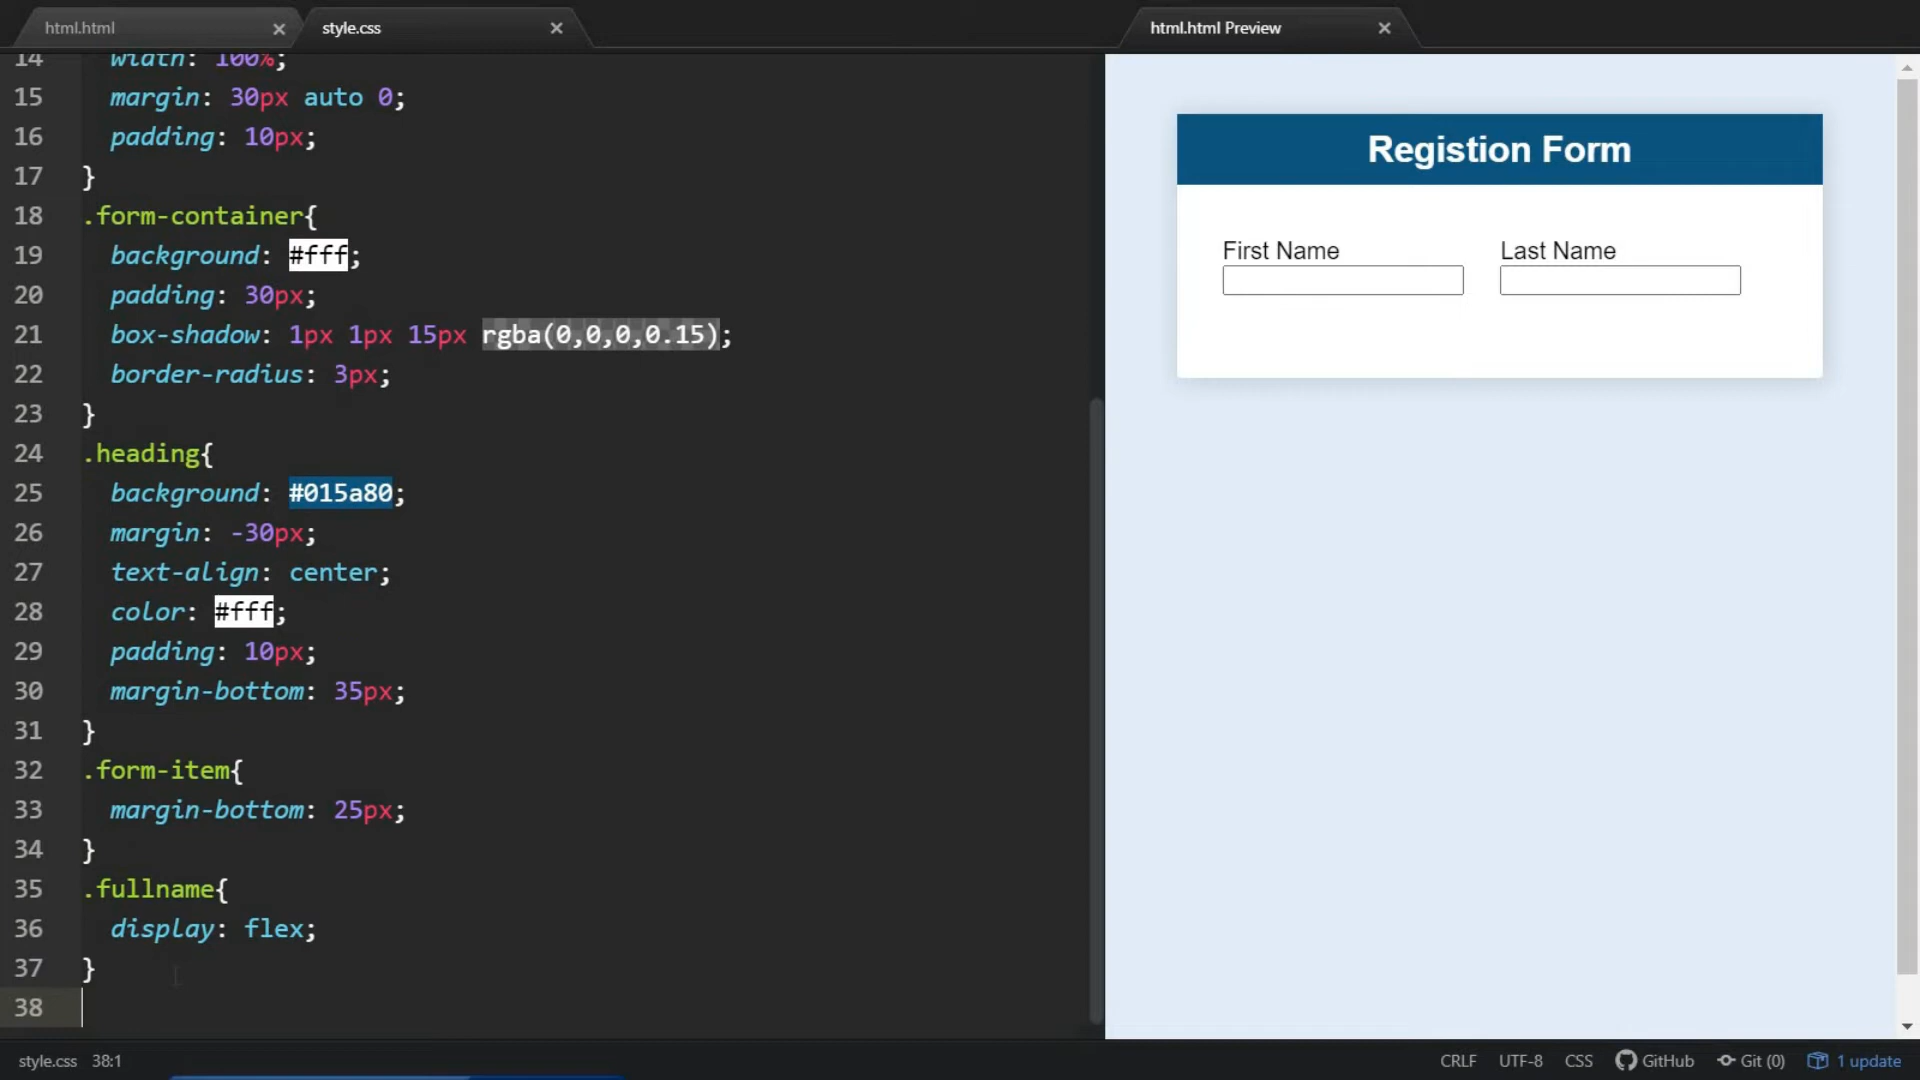 html.html
style.css
html.html Preview
14 width: 100%;
15 margin: 30px auto 0;
16 padding: 10px;
17 }
18 .form-container{
19 background: #fff;
20 padding: 30px;
21 box-shadow: 1px 1px 15px rgba(0,0,0,0.15);
22 border-radius: 3px;
23 }
24 .heading{
25 background: #015a80;
26 margin: -30px;
27 text-align: center;
28 color: #fff;
29 padding: 10px;
30 margin-bottom: 35px;
31 }
32 .form-item{
33 margin-bottom: 25px;
34 }
35 .fullname{
36 display: flex;
37 }
38
Registion Form
First Name
Last Name
style.css 38:1
CRLF UTF-8 CSS GitHub Git (0) 1 update